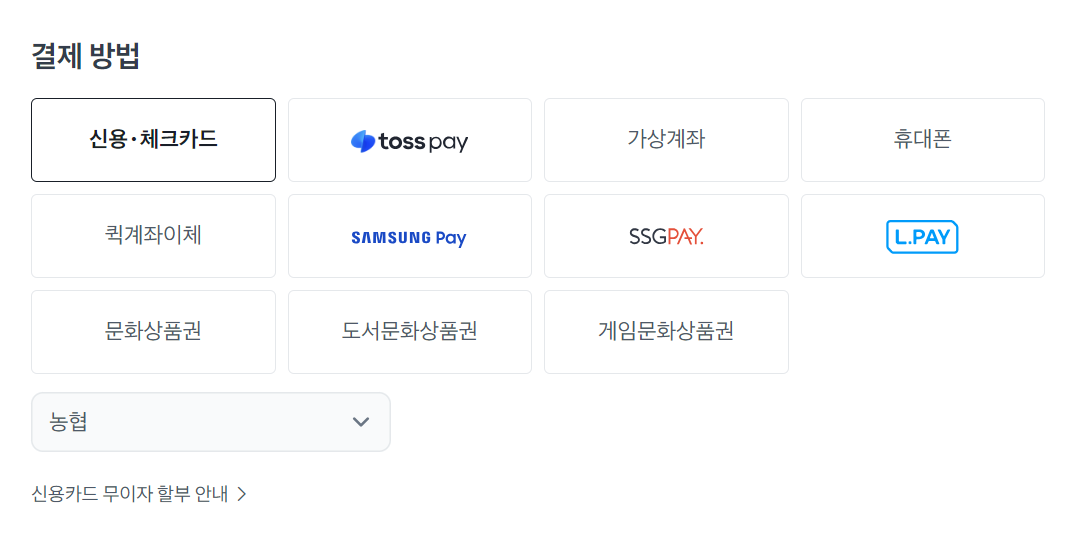 결제 방법
신용·체크카드 toss pay 가상계좌 휴대폰
퀵계좌이체 SAMSUNG Pay SSGPAY. L.PAY
문화상품권 도서문화상품권 게임문화상품권
농협
신용카드 무이자 할부 안내 >